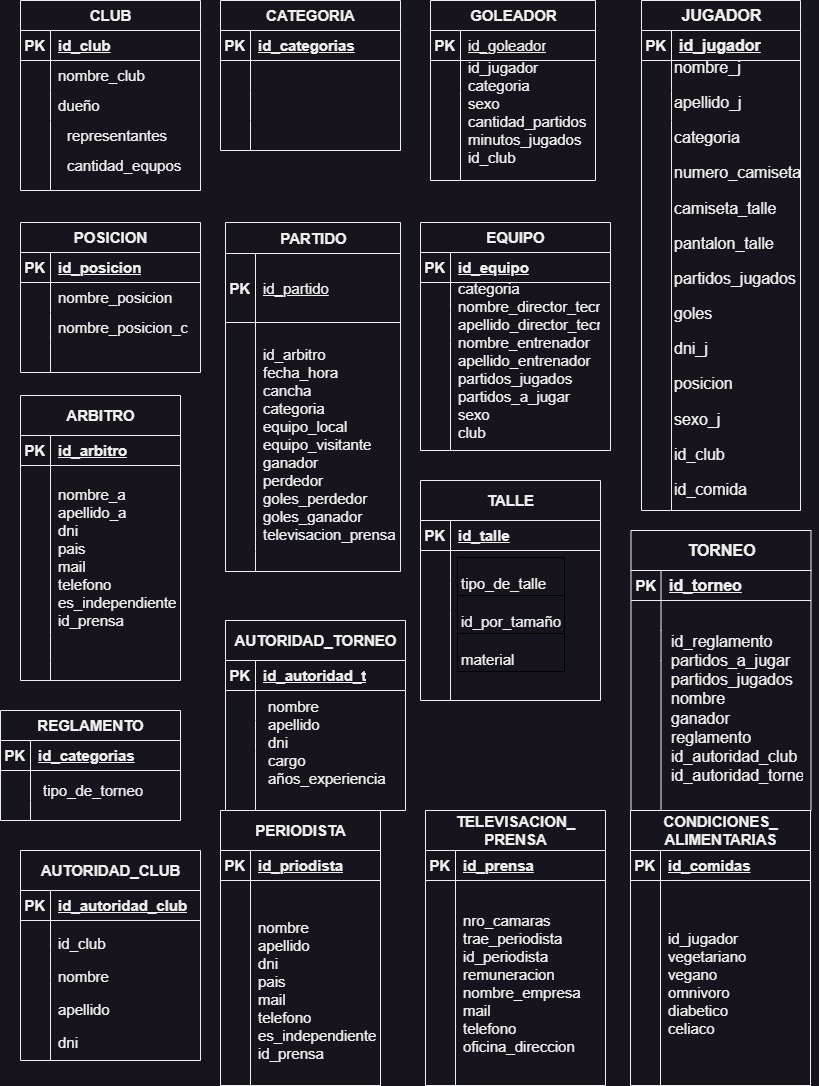 CLUB
PK id_club
nombre_club
dueño
representantes
cantidad_equpos
CATEGORIA
PK id_categorias
GOLEADOR
PK id_goleador
id_jugador
categoria
sexo
cantidad_partidos
minutos_jugados
id_club
JUGADOR
PK id_jugador
nombre_j
apellido_j
categoria
numero_camiseta
camiseta_talle
pantalon_talle
partidos_jugados
goles
dni_j
posicion
sexo_j
id_club
id_comida
POSICION
PK id_posicion
nombre_posicion
nombre_posicion_c
PARTIDO
PK id_partido
id_arbitro
fecha_hora
cancha
categoria
equipo_local
equipo_visitante
ganador
perdedor
goles_perdedor
goles_ganador
televisacion_prensa
EQUIPO
PK id_equipo
categoria
nombre_director_tecr
apellido_director_tecr
nombre_entrenador
apellido_entrenador
partidos_jugados
partidos_a_jugar
sexo
club
ARBITRO
PK id_arbitro
nombre_a
apellido_a
dni
pais
mail
telefono
es_independiente
id_prensa
TALLE
PK id_talle
tipo_de_talle
id_por_tamaño
material
TORNEO
PK id_torneo
id_reglamento
partidos_a_jugar
partidos_jugados
nombre
ganador
reglamento
id_autoridad_club
id_autoridad_torne
AUTORIDAD_TORNEO
PK id_autoridad_t
nombre
apellido
dni
cargo
años_experiencia
REGLAMENTO
PK id_categorias
tipo_de_torneo
PERIODISTA
PK id_priodista
nombre
apellido
dni
pais
mail
telefono
es_independiente
id_prensa
TELEVISACION_
PRENSA
PK id_prensa
nro_camaras
trae_periodista
id_periodista
remuneracion
nombre_empresa
mail
telefono
oficina_direccion
CONDICIONES_
ALIMENTARIAS
PK id_comidas
id_jugador
vegetariano
vegano
omnivoro
diabetico
celiaco
AUTORIDAD_CLUB
PK id_autoridad_club
id_club
nombre
apellido
dni